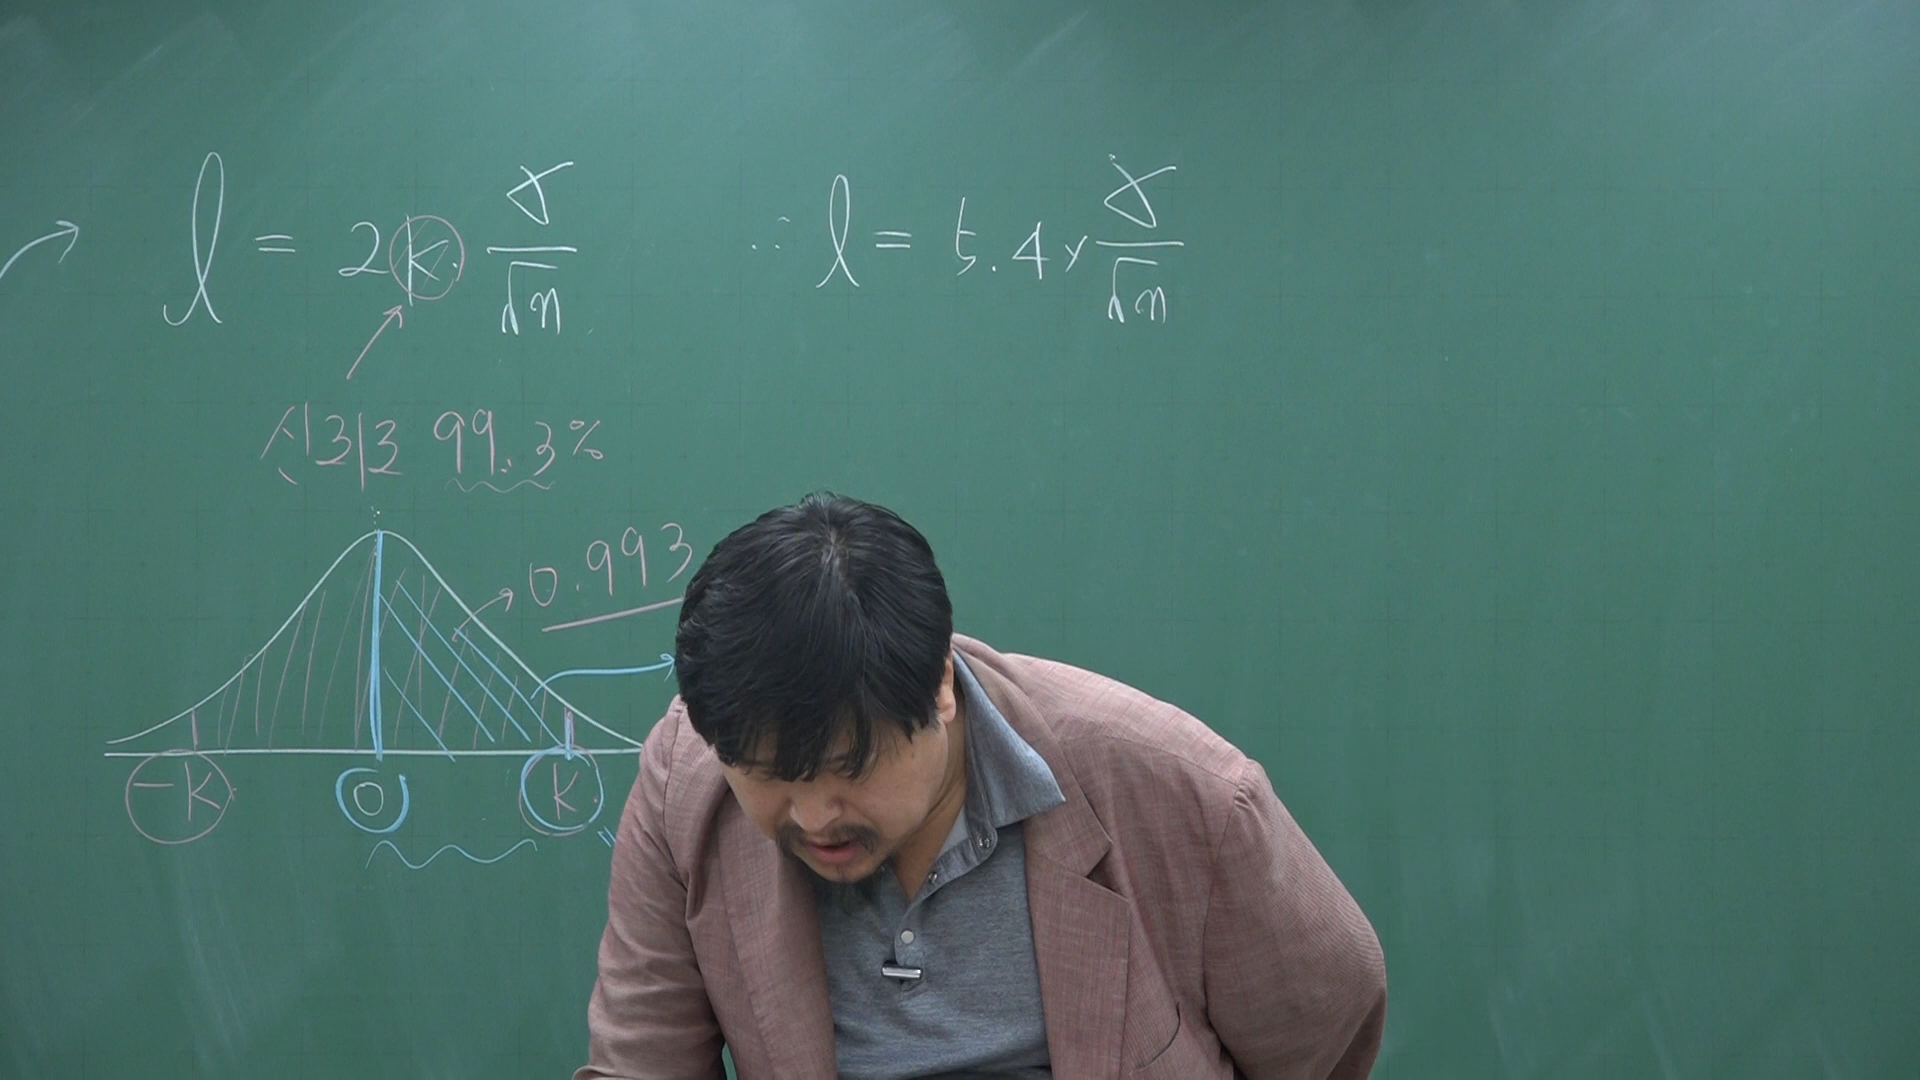 l = 2k · σ/√n
∴ l = 5.4 × σ/√n
신뢰도 99.3%
0.993
-k 0 k